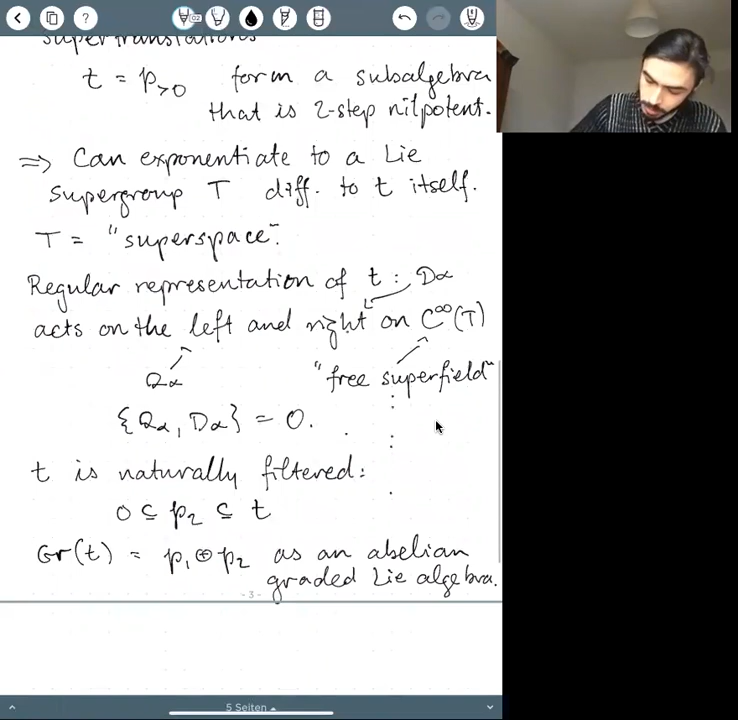 supertranslations
t = p>0 form a subalgebra
that is 2-step nilpotent.
⇒ Can exponentiate to a Lie
supergroup T diff. to t itself.
T = "superspace".
Regular representation of t : Dα
acts on the left and right on C∞(T)
Qα "free superfield"
{Qα, Dα} = 0.
t is naturally filtered:
0 ⊆ p2 ⊆ t
Gr(t) = p1 ⊕ p2 as an abelian
graded Lie algebra.
- 3 -
5 Seiten